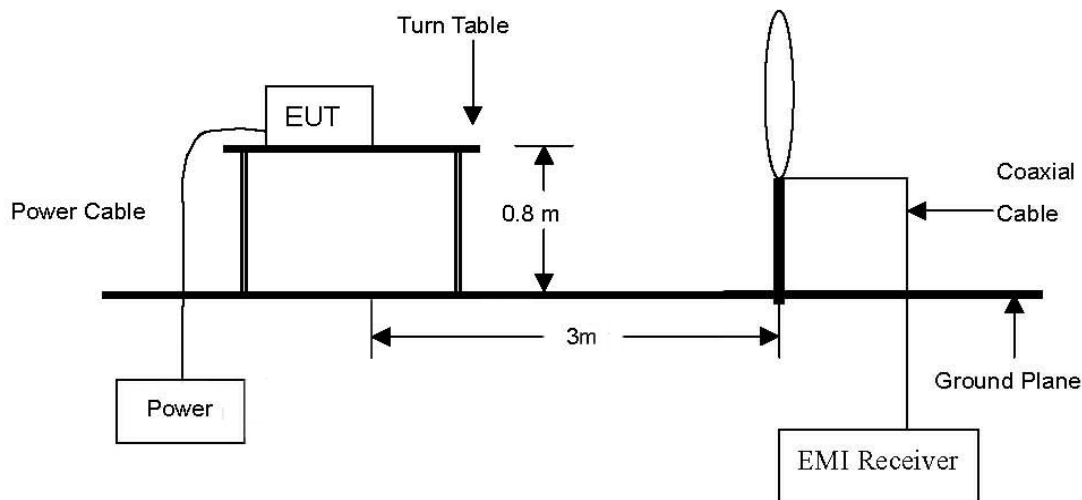 Turn Table
EUT
Coaxial
Cable
Power Cable
0.8 m
3m
Ground Plane
Power
EMI Receiver